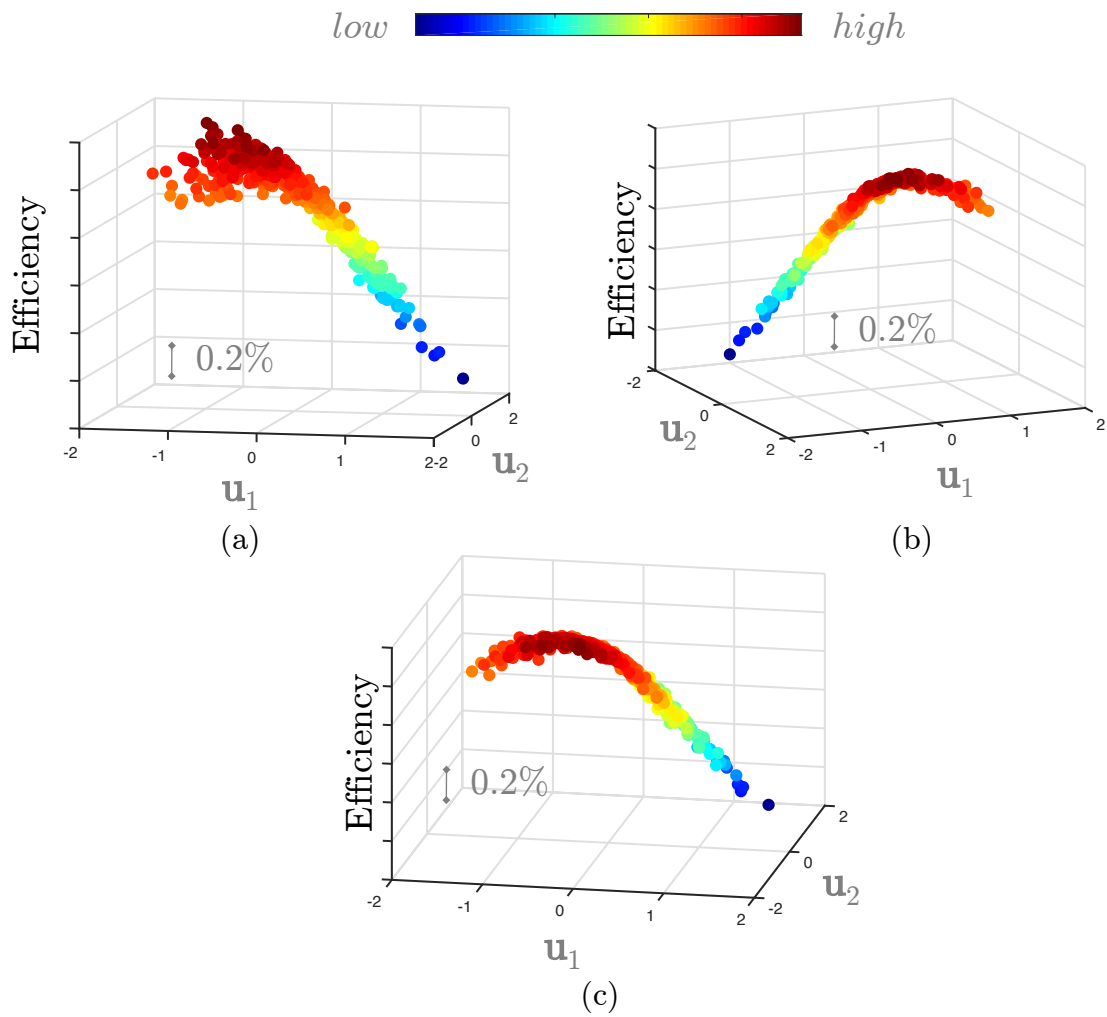 low high
Efficiency
0.2%
-2 -1 0 1 2 -2 0 2
u1
u2
(a)
Efficiency
0.2%
-2 0 2 -2 -1 0 1 2
u2
u1
(b)
Efficiency
0.2%
-2 -1 0 1 2 -2 0 2
u1
u2
(c)